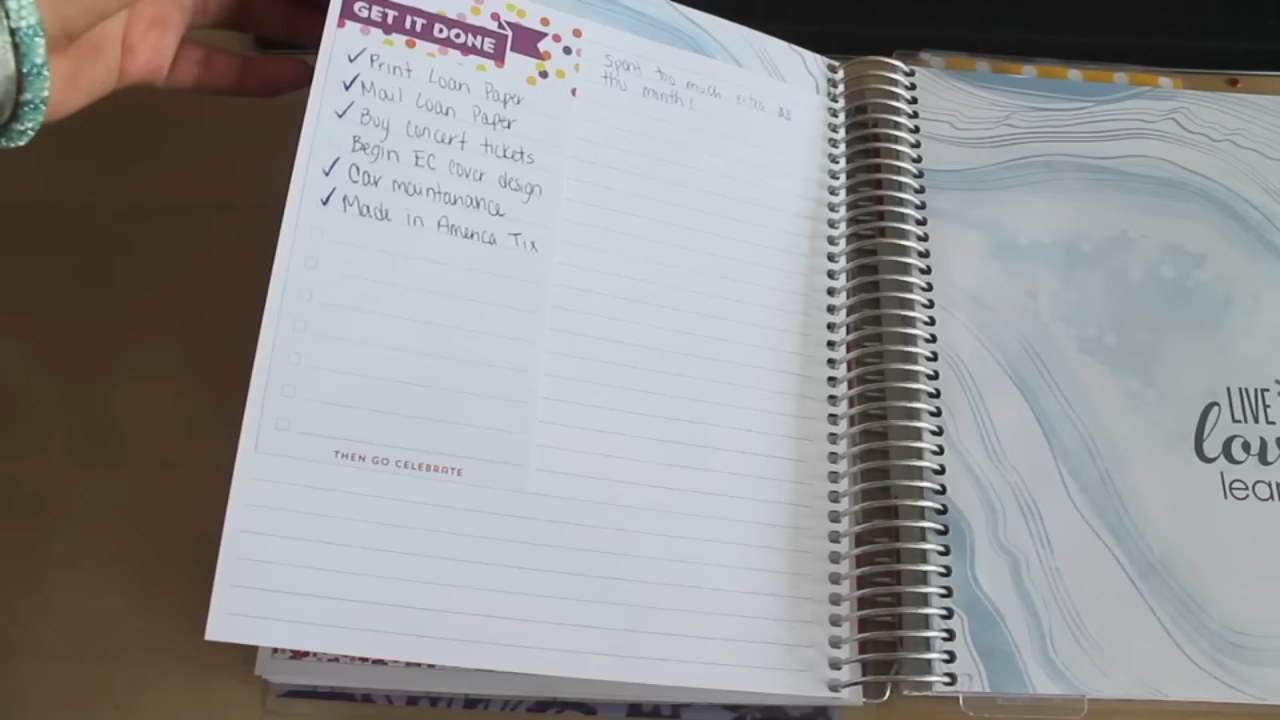 GET IT DONE
✓ Print Loan Paper
✓ Mail Loan Paper
✓ Buy concert tickets
Begin EC cover design
✓ Car maintanance
✓ Made in America Tix
THEN GO CELEBRATE
Spent too much extra $$
this month!
LIVE
lov
lear